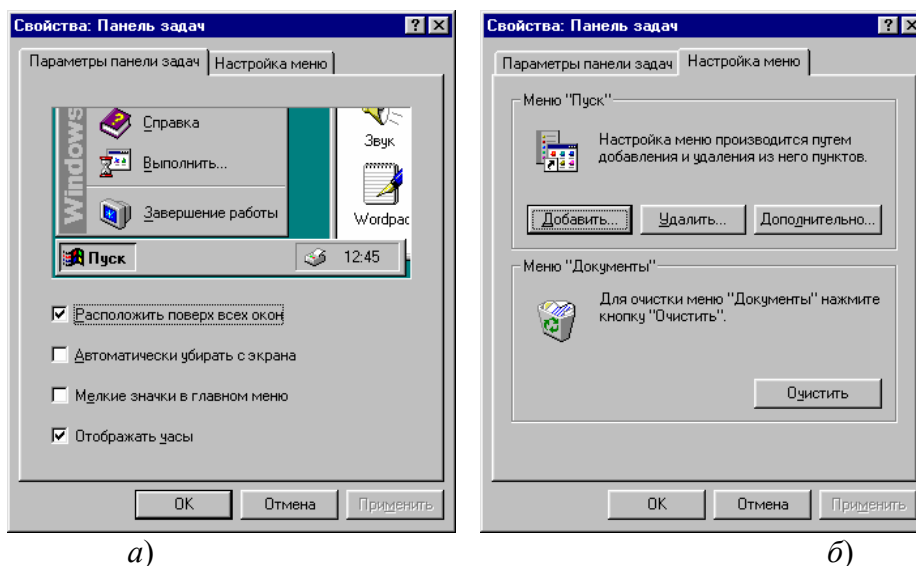 Свойства: Панель задач
Параметры панели задач
Настройка меню
Windows
Справка
Выполнить...
Завершение работы
Звук
Wordpac
Пуск
12:45
Расположить поверх всех окон
Автоматически убирать с экрана
Мелкие значки в главном меню
Отображать часы
OK
Отмена
Применить
а)
Свойства: Панель задач
Параметры панели задач
Настройка меню
Меню "Пуск"
Настройка меню производится путем
добавления и удаления из него пунктов.
Добавить...
Удалить...
Дополнительно...
Меню "Документы"
Для очистки меню "Документы" нажмите
кнопку "Очистить".
Очистить
OK
Отмена
Применить
б)